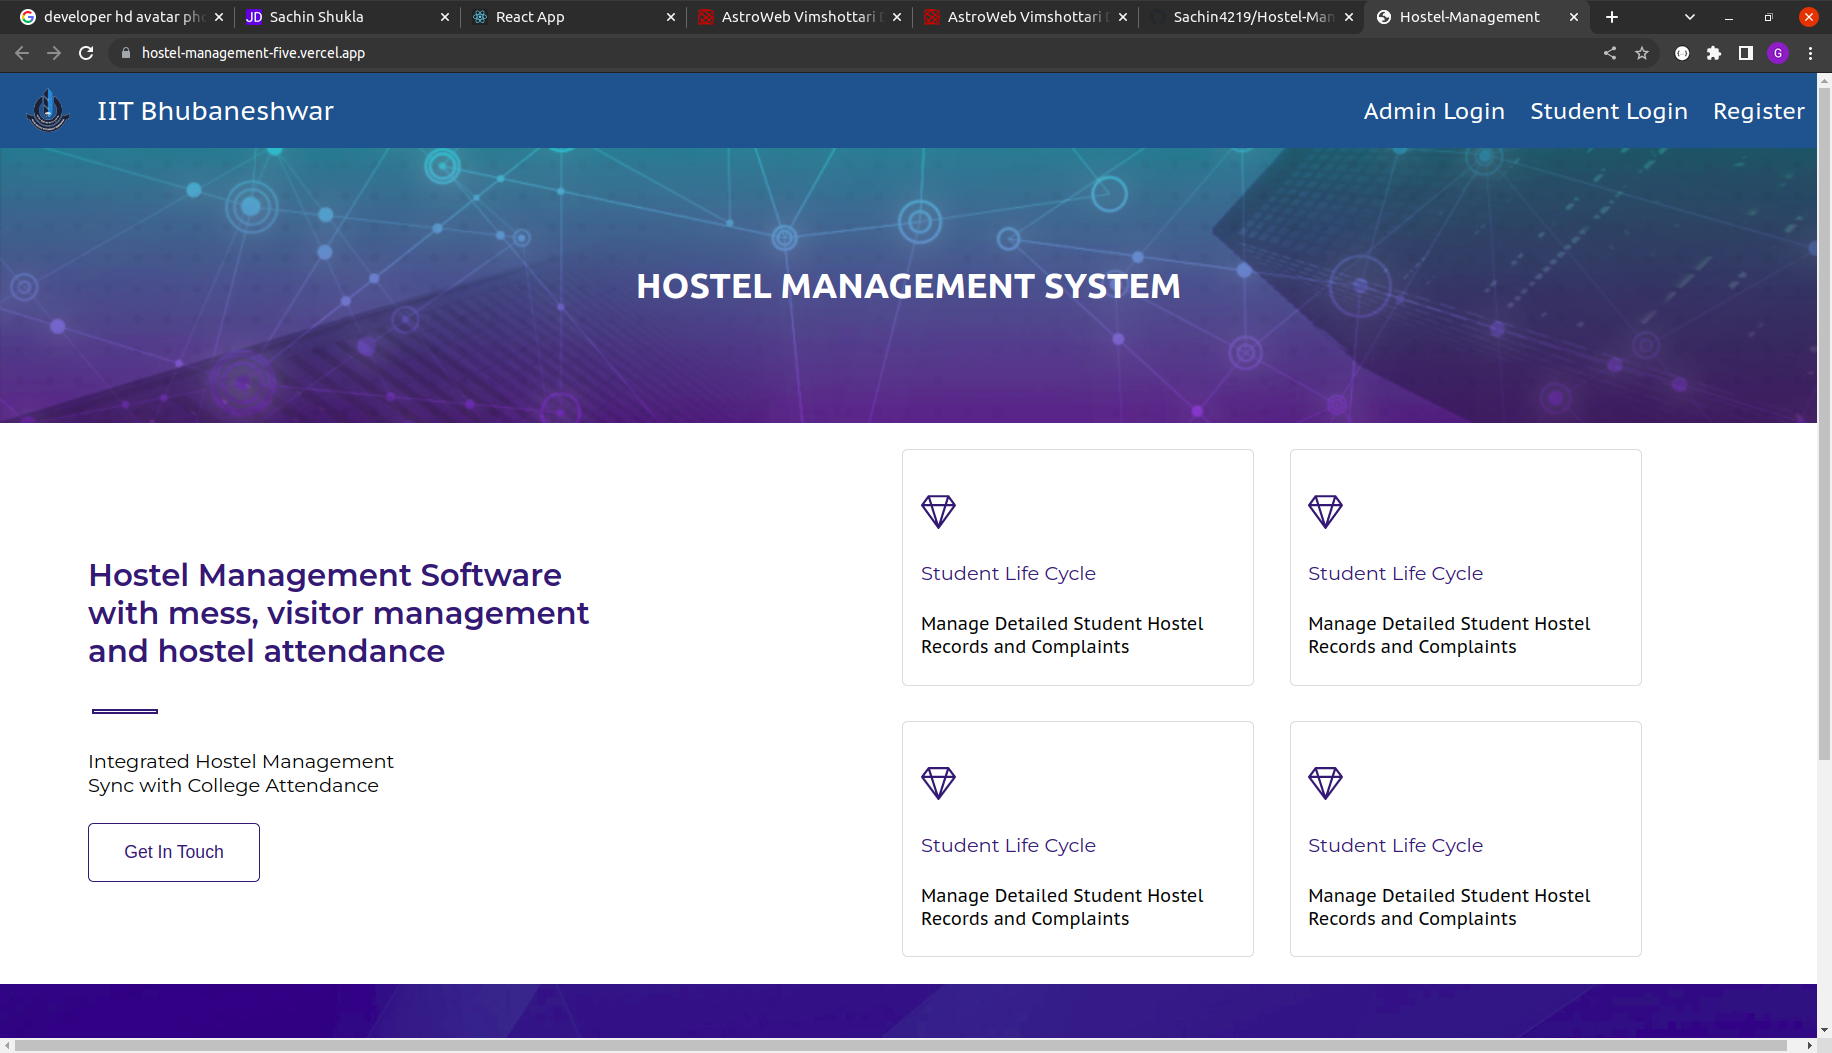 developer hd avatar pho
JD Sachin Shukla
React App
AstroWeb Vimshottari D
AstroWeb Vimshottari D
Sachin4219/Hostel-Man
Hostel-Management
hostel-management-five.vercel.app
G
IIT Bhubaneshwar
Admin Login Student Login Register
HOSTEL MANAGEMENT SYSTEM
Hostel Management Software
with mess, visitor management
and hostel attendance
Integrated Hostel Management
Sync with College Attendance
Get In Touch
Student Life Cycle
Manage Detailed Student Hostel
Records and Complaints
Student Life Cycle
Manage Detailed Student Hostel
Records and Complaints
Student Life Cycle
Manage Detailed Student Hostel
Records and Complaints
Student Life Cycle
Manage Detailed Student Hostel
Records and Complaints